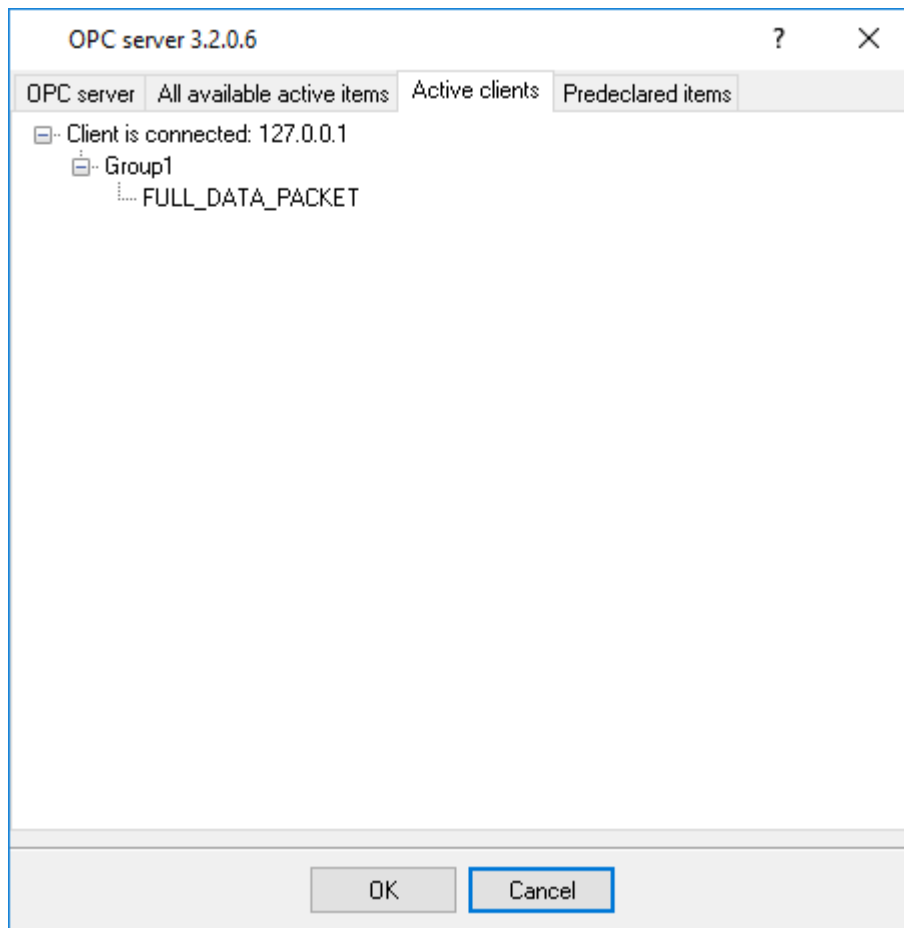 OPC server 3.2.0.6 ?
OPC server All available active items Active clients Predeclared items
Client is connected: 127.0.0.1
Group1
FULL_DATA_PACKET
OK Cancel